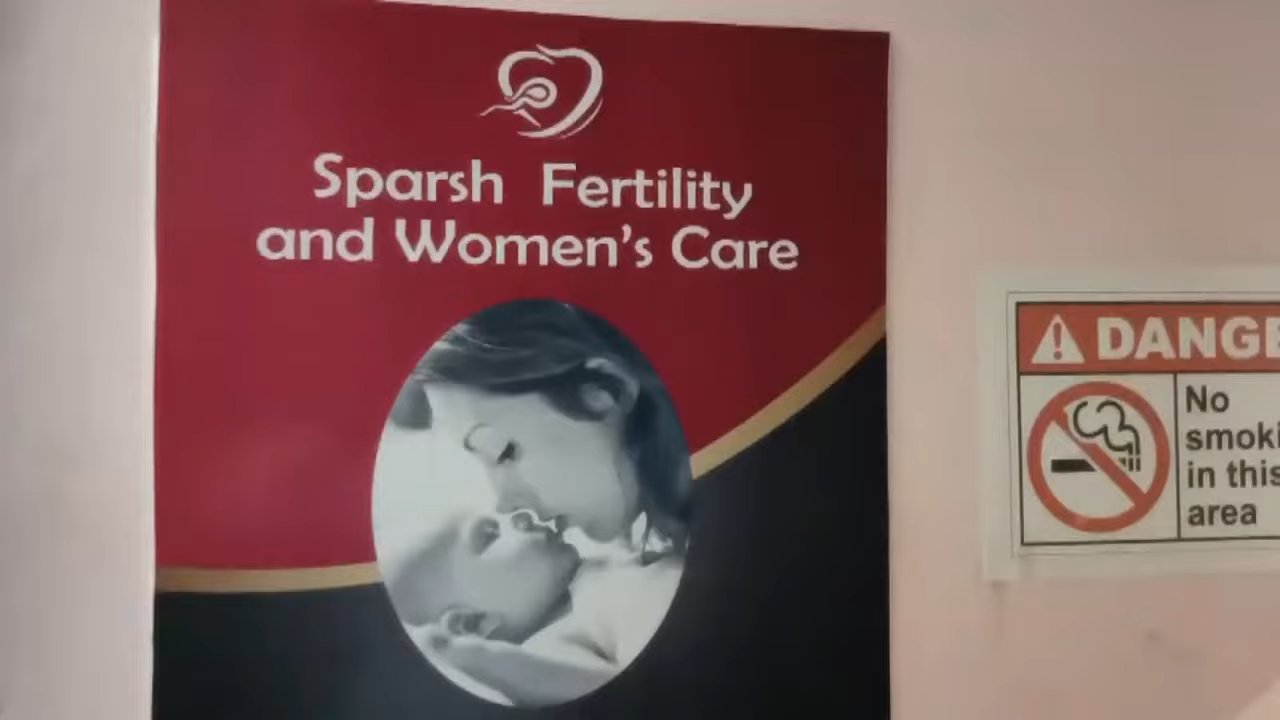 Sparsh Fertility
and Women's Care
DANGE
No
smoki
in this
area